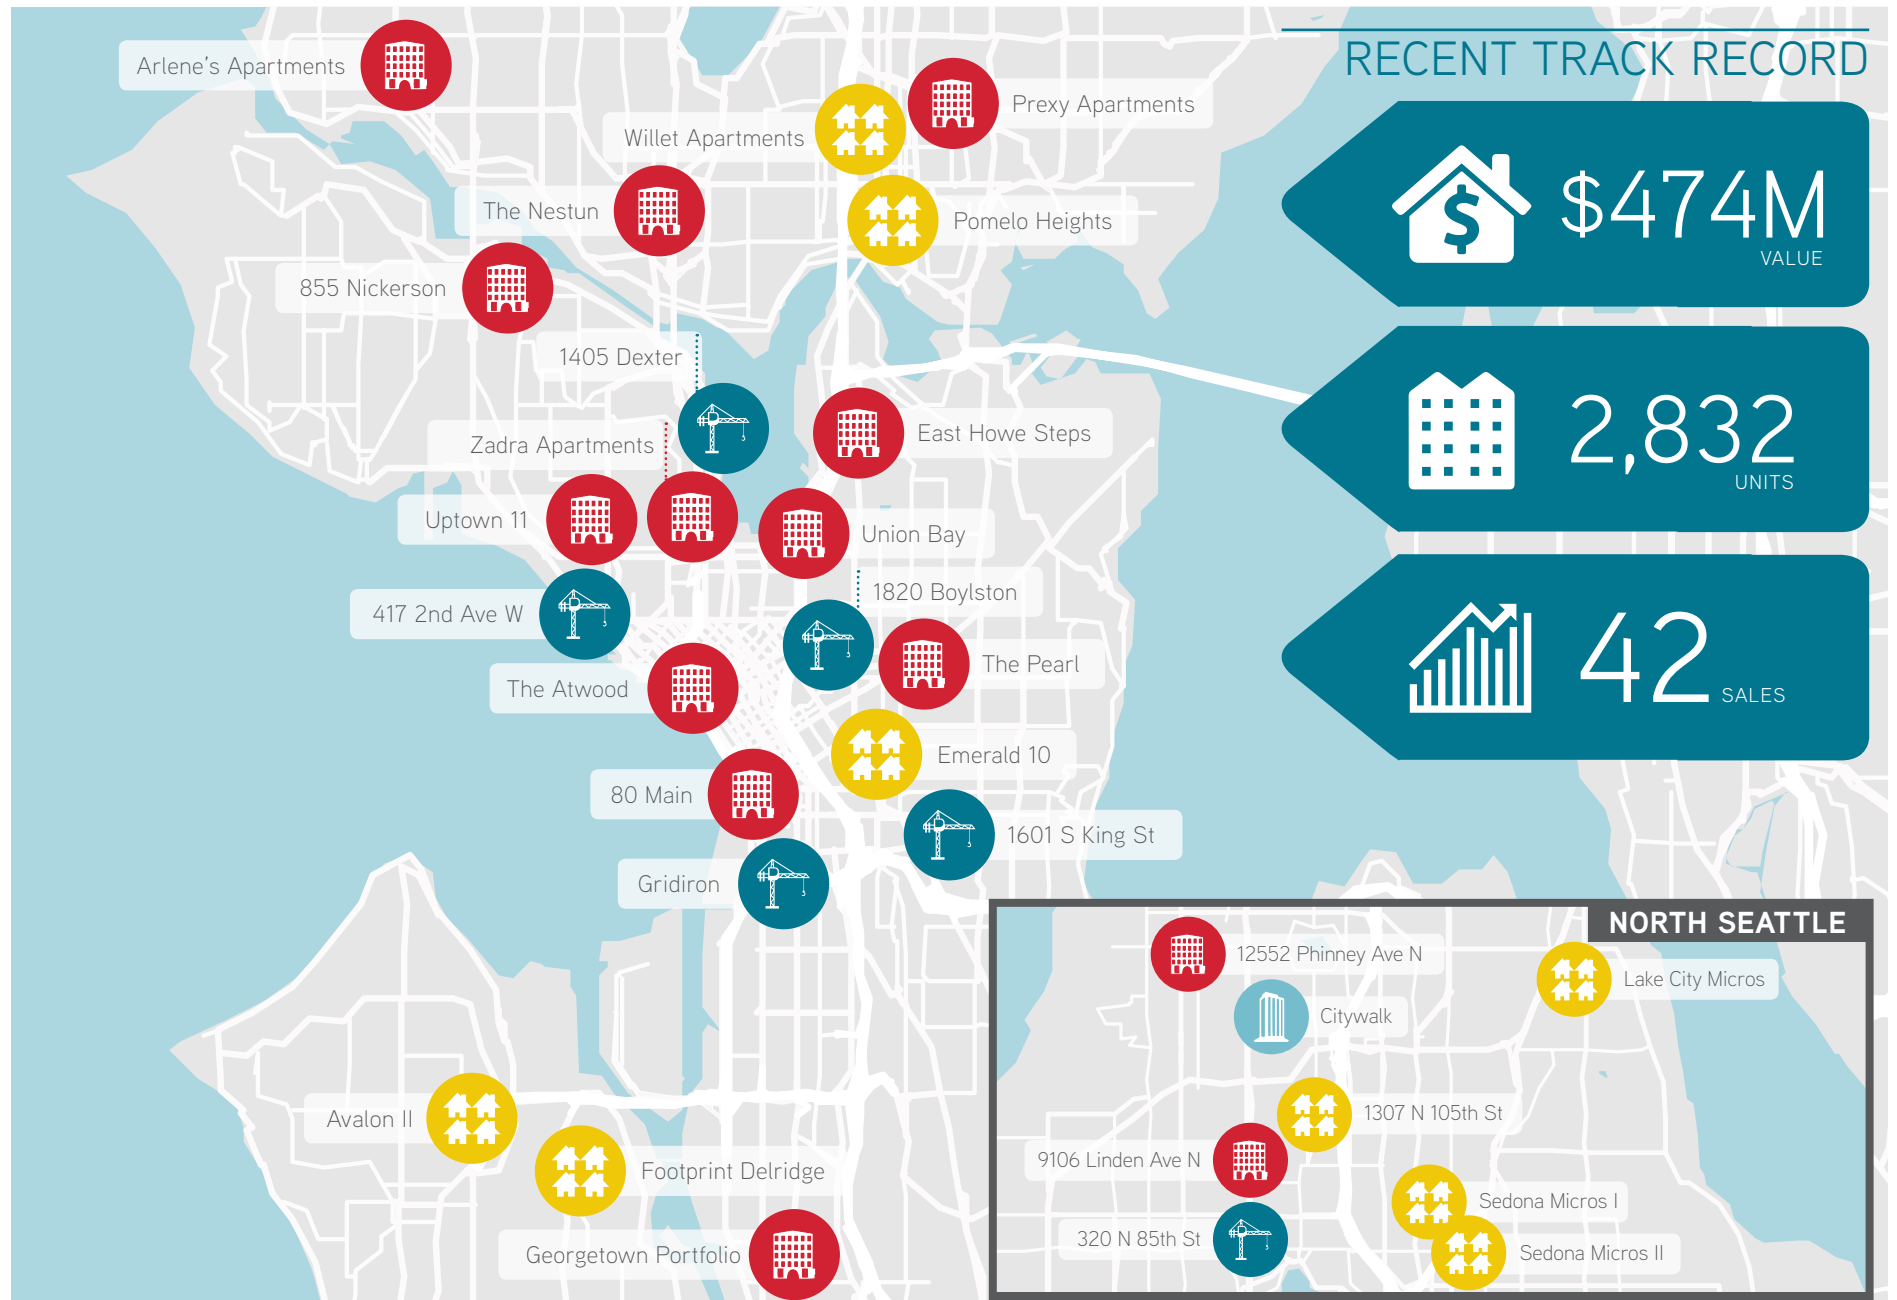 RECENT TRACK RECORD
Arlene's Apartments
Prexy Apartments
Willet Apartments
The Nestun
Pomelo Heights
855 Nickerson
1405 Dexter
Zadra Apartments
East Howe Steps
Uptown 11
Union Bay
1820 Boylston
417 2nd Ave W
The Pearl
The Atwood
Emerald 10
80 Main
1601 S King St
Gridiron
Avalon II
Footprint Delridge
Georgetown Portfolio
$474M
VALUE
2,832
UNITS
42 SALES
NORTH SEATTLE
12552 Phinney Ave N
Lake City Micros
Citywalk
1307 N 105th St
9106 Linden Ave N
Sedona Micros I
320 N 85th St
Sedona Micros II